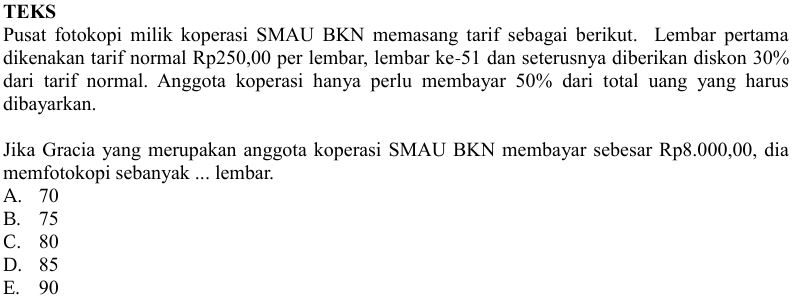 TEKS
Pusat fotokopi milik koperasi SMAU BKN memasang tarif sebagai berikut. Lembar pertama
dikenakan tarif normal Rp250,00 per lembar, lembar ke-51 dan seterusnya diberikan diskon 30%
dari tarif normal. Anggota koperasi hanya perlu membayar 50% dari total uang yang harus
dibayarkan.
Jika Gracia yang merupakan anggota koperasi SMAU BKN membayar sebesar Rp8.000,00, dia
memfotokopi sebanyak ... lembar.
A. 70
B. 75
C. 80
D. 85
E. 90